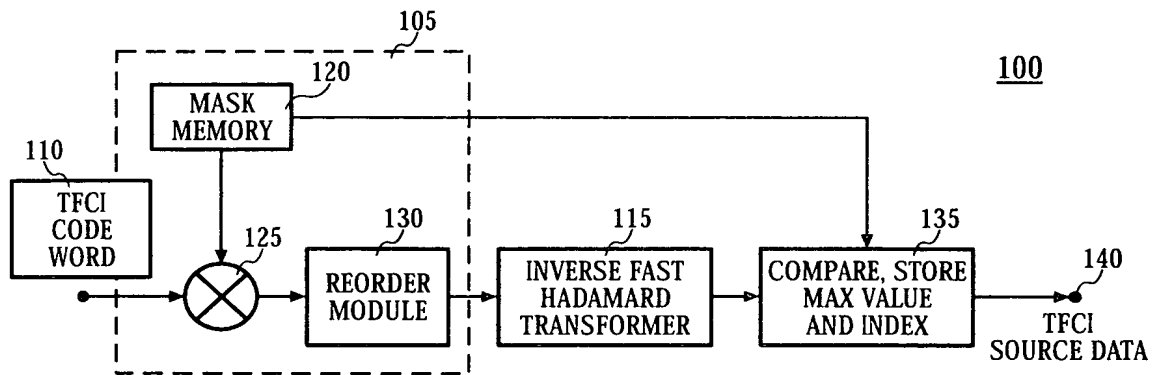 105
100
120
MASK
MEMORY
110
TFCI
CODE
WORD
125
130
REORDER
MODULE
115
INVERSE FAST
HADAMARD
TRANSFORMER
135
COMPARE, STORE
MAX VALUE
AND INDEX
140
TFCI
SOURCE DATA